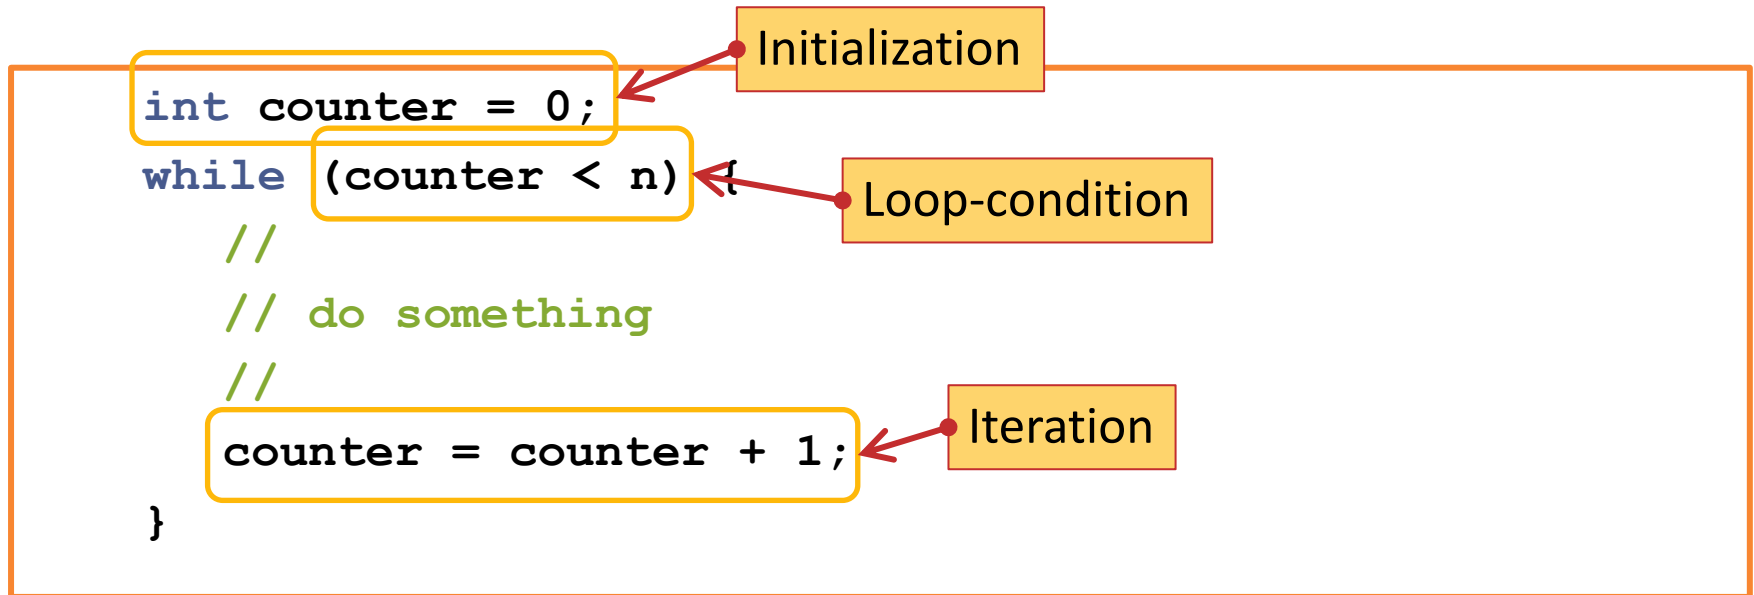 Initialization
int counter = 0;
while (counter < n) {
Loop-condition
//
// do something
//
Iteration
counter = counter + 1;
}